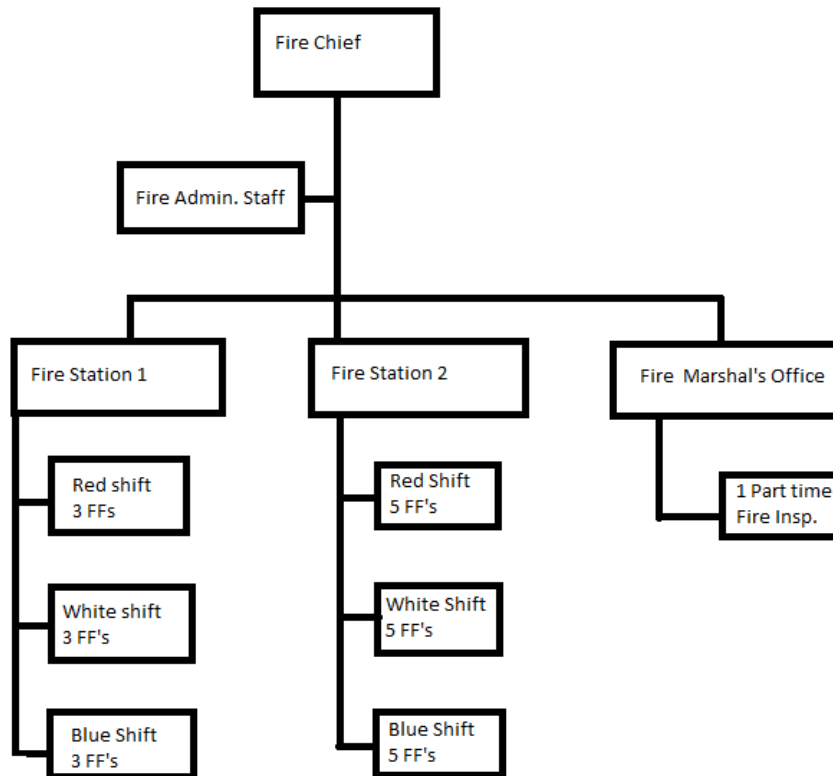 Fire Chief
Fire Admin. Staff
Fire Station 1
Fire Station 2
Fire Marshal's Office
Red shift
3 FFs
White shift
3 FF's
Blue Shift
3 FF's
Red Shift
5 FF's
White Shift
5 FF's
Blue Shift
5 FF's
1 Part time
Fire Insp.